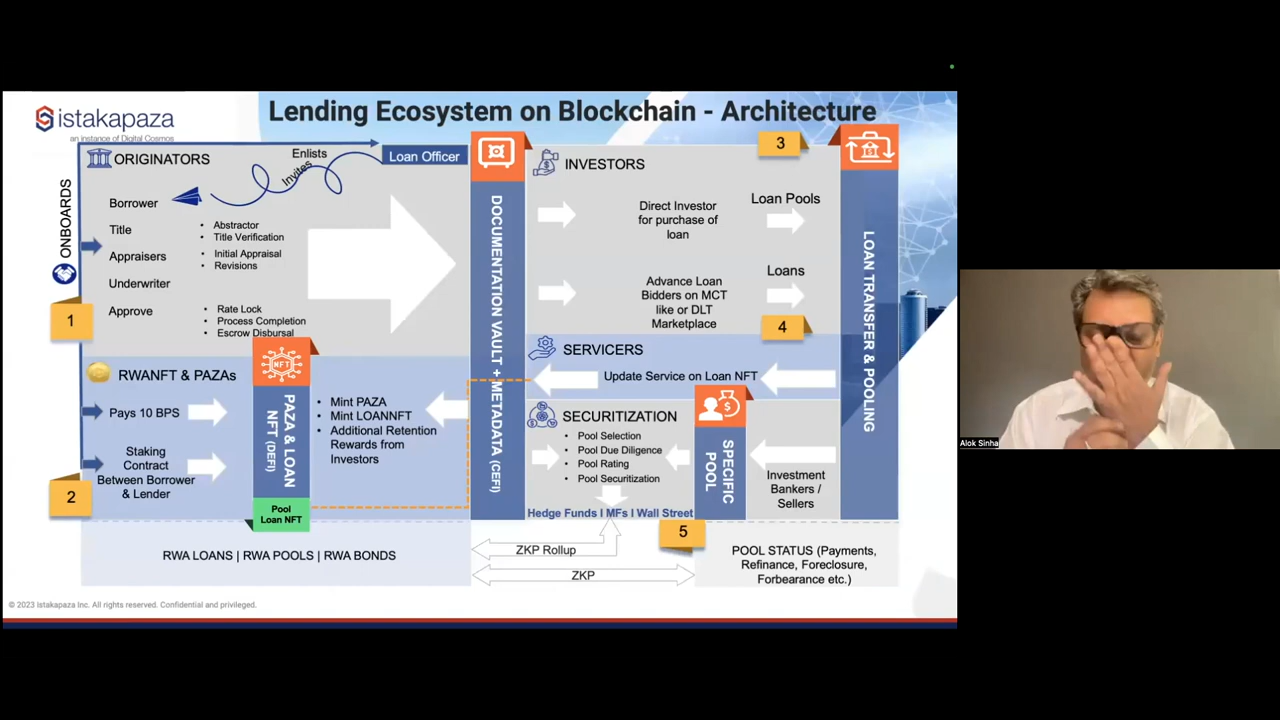 Lending Ecosystem on Blockchain - Architecture
istakapaza
an instance of Digital Cosmos
ONBOARDS
ORIGINATORS
Enlists
Invites
Loan Officer
Borrower
Title
• Abstractor
• Title Verification
Appraisers
• Initial Appraisal
• Revisions
Underwriter
Approve
• Rate Lock
• Process Completion
• Escrow Disbursal
1
RWANFT & PAZAs
Pays 10 BPS
Staking
Contract
Between Borrower
& Lender
2
NFT
PAZA & LOAN
NFT (DEFI)
Pool
Loan NFT
• Mint PAZA
• Mint LOANNFT
• Additional Retention
Rewards from
Investors
DOCUMENTATION VAULT + METADATA (CEFI)
INVESTORS
3
Direct Investor
for purchase of
loan
Loan Pools
Advance Loan
Bidders on MCT
like or DLT
Marketplace
Loans
4
SERVICERS
Update Service on Loan NFT
SECURITIZATION
• Pool Selection
• Pool Due Diligence
• Pool Rating
• Pool Securitization
Hedge Funds I MFs I Wall Street
SPECIFIC
POOL
Investment
Bankers /
Sellers
LOAN TRANSFER & POOLING
5
RWA LOANS | RWA POOLS | RWA BONDS
ZKP Rollup
ZKP
POOL STATUS (Payments,
Refinance, Foreclosure,
Forbearance etc.)
© 2023 Istakapaza Inc. All rights reserved. Confidential and privileged.
Alok Sinha